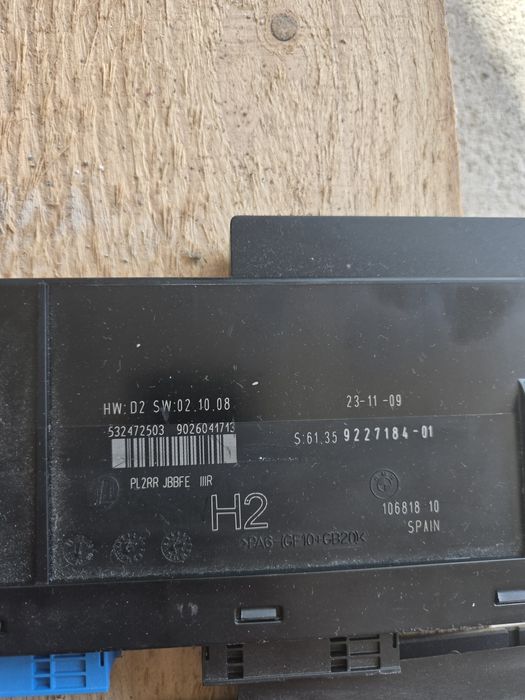 HW: D2 SW:02.10.08
23-11-09
532472503 9026041713
S:61.35 9227184-01
PL2RR JBBFE IIIR
H2
106818 10
SPAIN
>PA6-(GF10+GB20)<